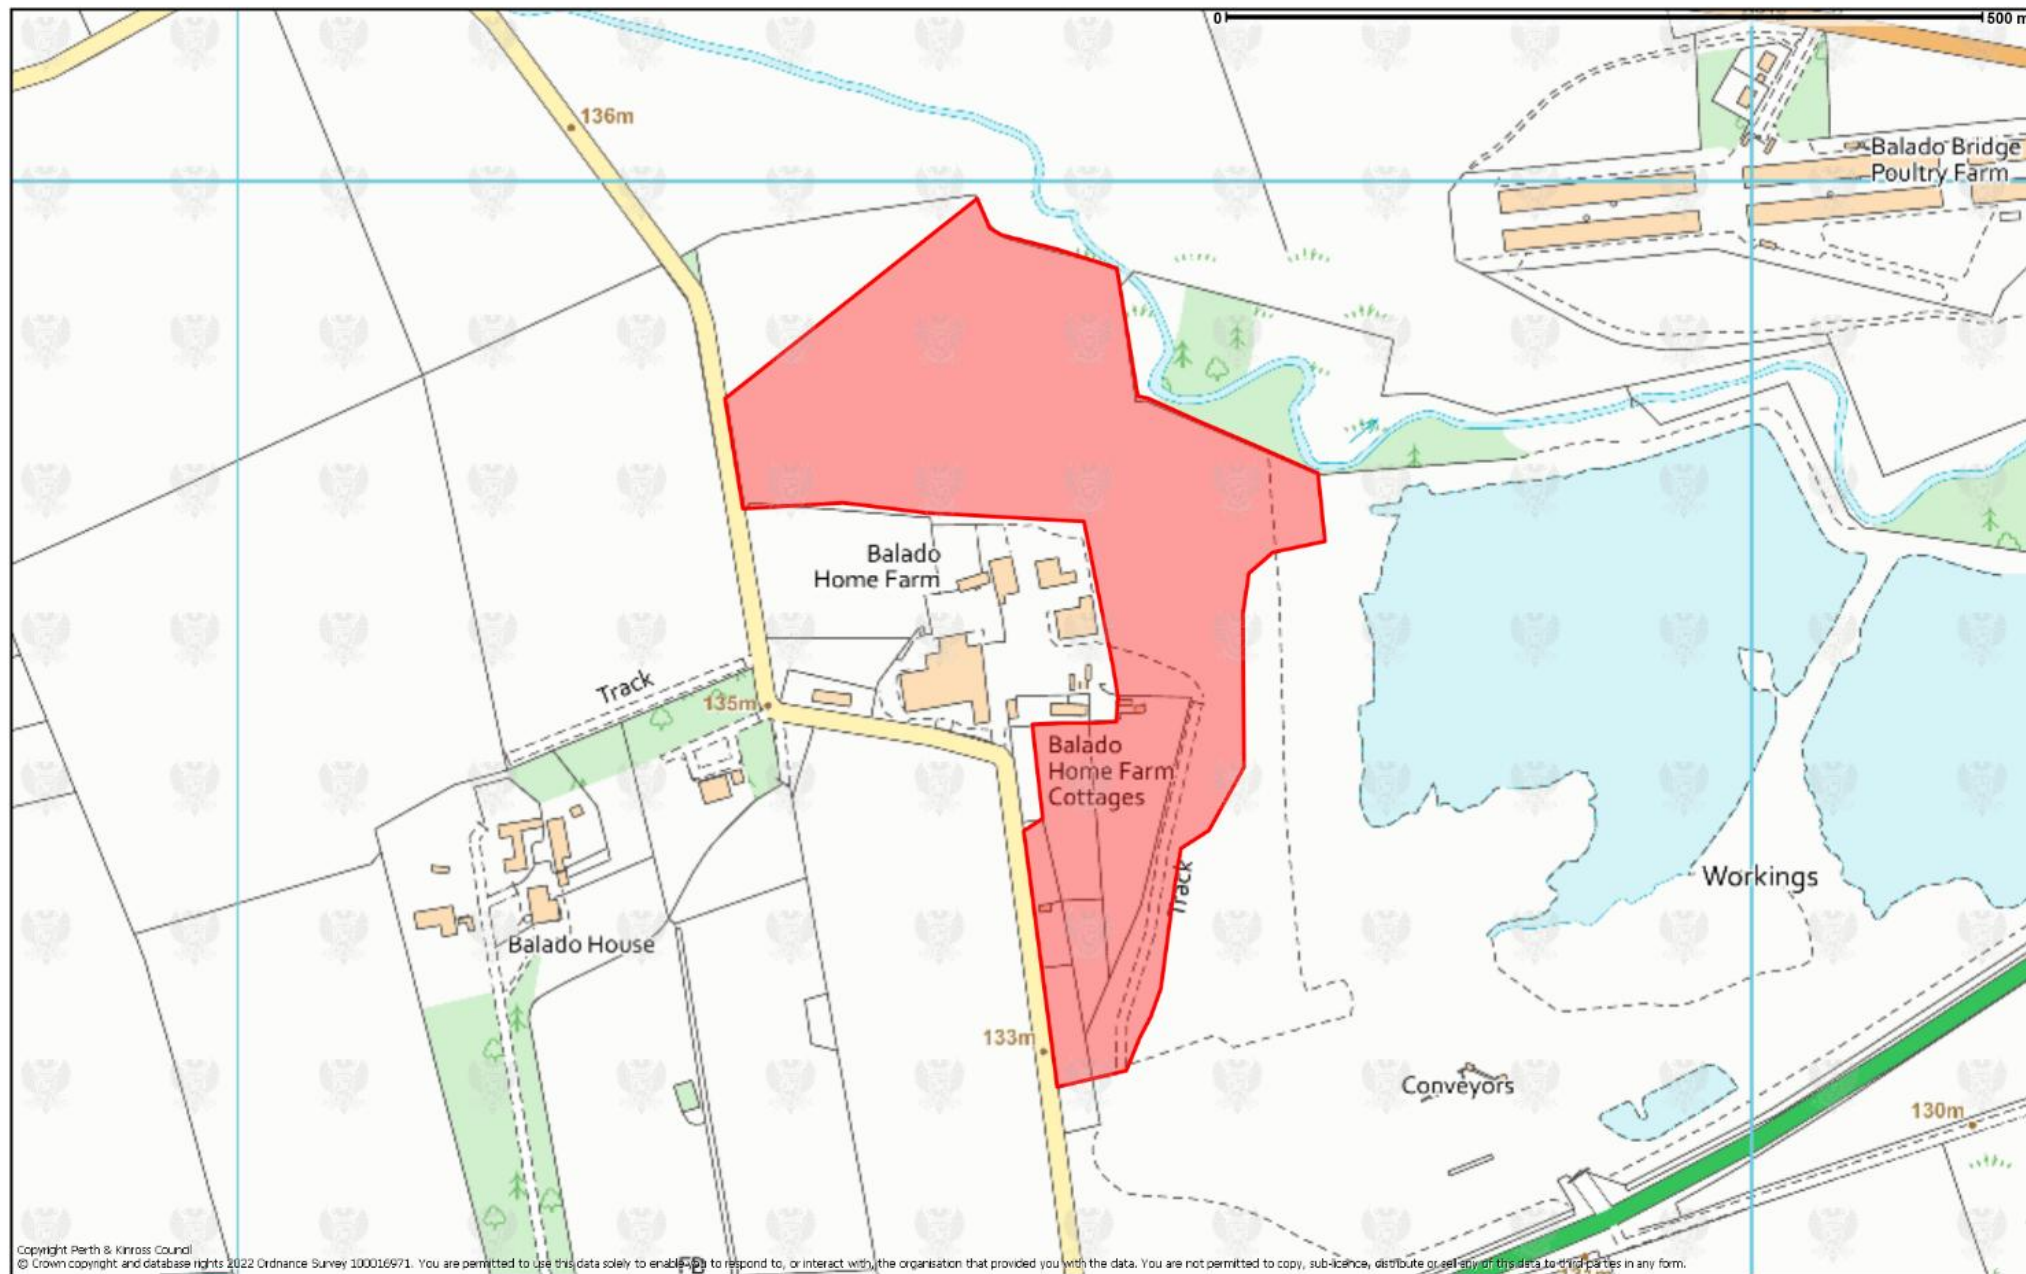 0
500 m
136m
Balado Bridge
Poultry Farm
Balado
Home Farm
Track
135m
Balado
Home Farm
Cottages
Track
Workings
Balado House
133m
Conveyors
130m
FB
131m
Copyright Perth & Kinross Council
© Crown copyright and database rights 2022 Ordnance Survey 100016971. You are permitted to use this data solely to enable you to respond to, or interact with, the organisation that provided you with the data. You are not permitted to copy, sub-licence, distribute or sell any of this data to third parties in any form.